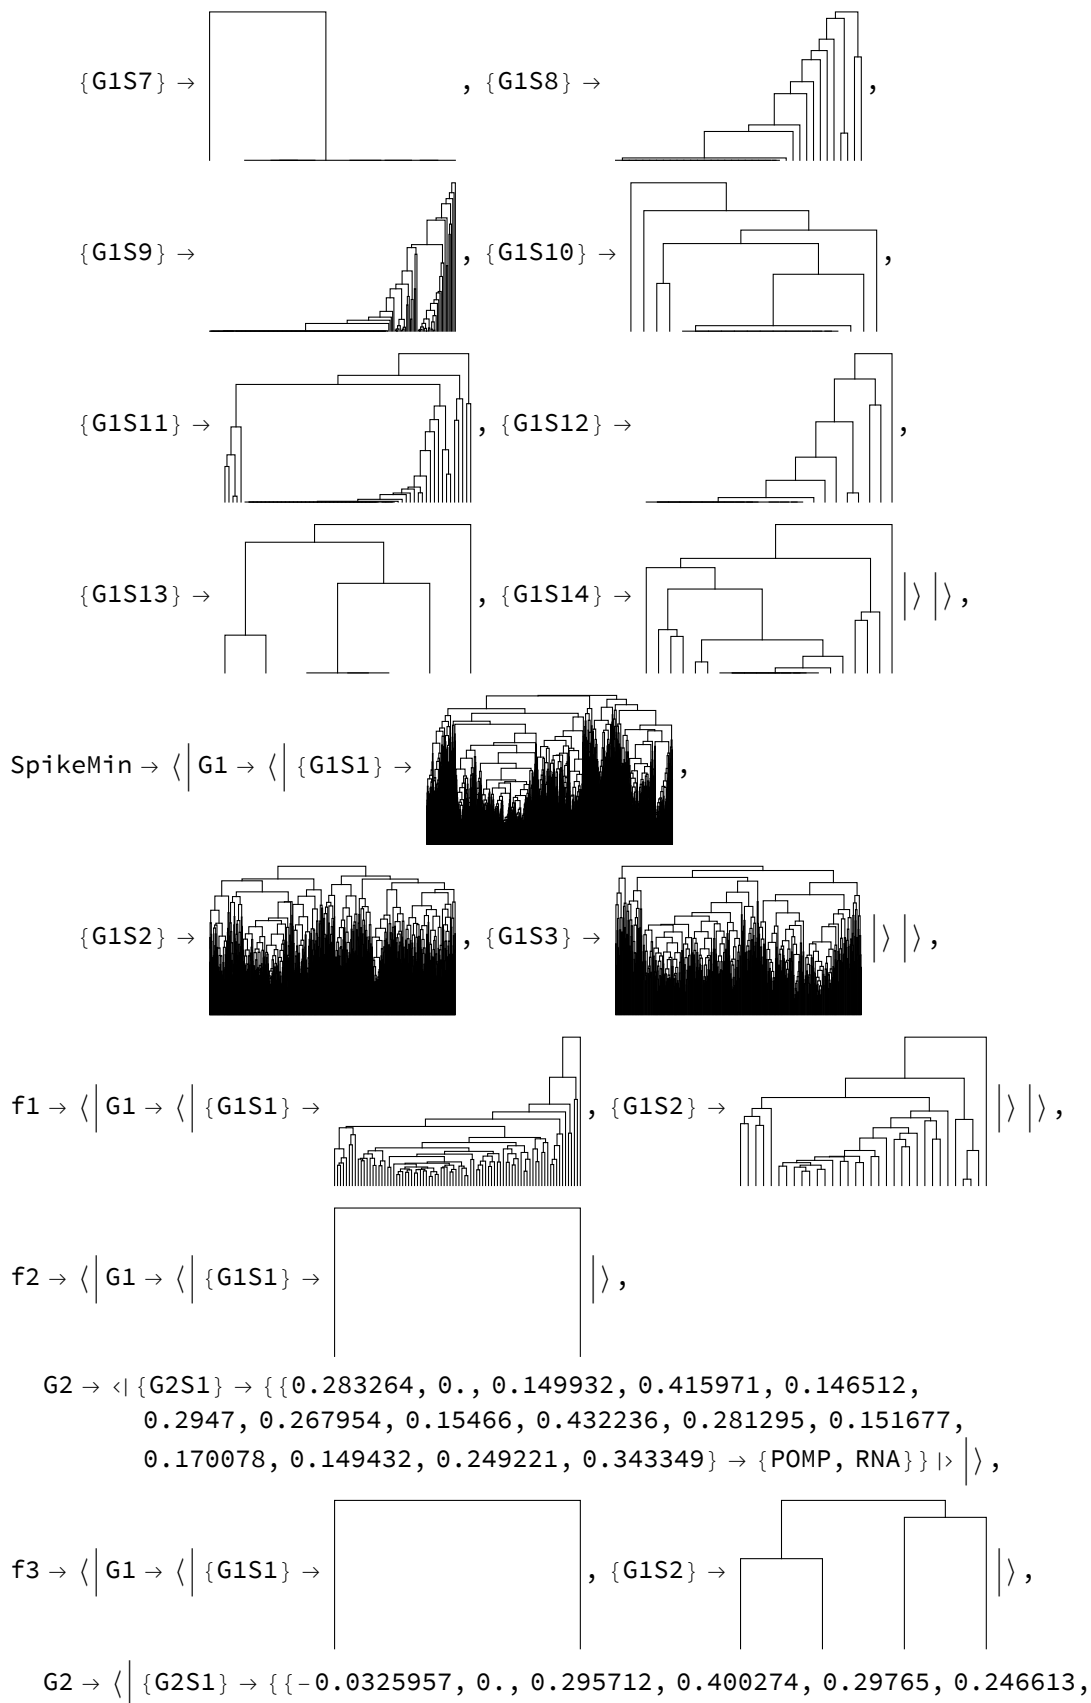 {G1S7} → , {G1S8} → ,
{G1S9} → , {G1S10} → ,
{G1S11} → , {G1S12} → ,
{G1S13} → , {G1S14} → |〉|〉,
SpikeMin → 〈| G1 → 〈| {G1S1} → ,
{G1S2} → , {G1S3} → |〉|〉,
f1 → 〈| G1 → 〈| {G1S1} → , {G1S2} → |〉|〉,
f2 → 〈| G1 → 〈| {G1S1} → |〉,
G2 → <| {G2S1} → {{0.283264, 0., 0.149932, 0.415971, 0.146512,
0.2947, 0.267954, 0.15466, 0.432236, 0.281295, 0.151677,
0.170078, 0.149432, 0.249221, 0.343349} → {POMP, RNA}} |> |〉,
f3 → 〈| G1 → 〈| {G1S1} → , {G1S2} → |〉,
G2 → 〈| {G2S1} → {{-0.0325957, 0., 0.295712, 0.400274, 0.29765, 0.246613,